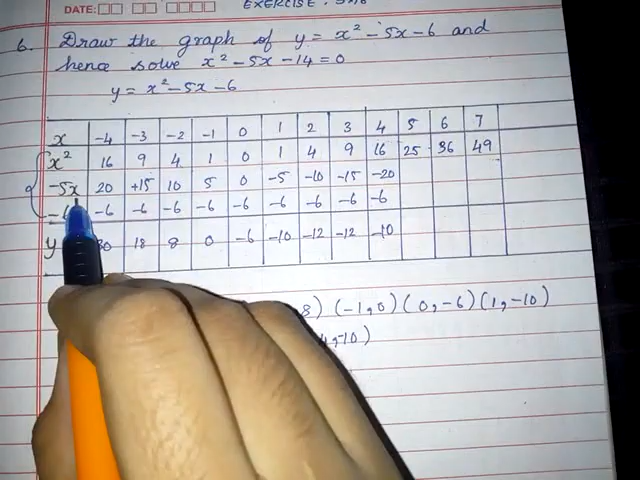 DATE:
EXERCISE:
6. Draw the graph of y = x² - 5x - 6 and
hence solve x² - 5x - 14 = 0
y = x² - 5x - 6
x -4 -3 -2 -1 0 1 2 3 4 5 6 7
x² 16 9 4 1 0 1 4 9 16 25 36 49
-5x 20 +15 10 5 0 -5 -10 -15 -20
-6 -6 -6 -6 -6 -6 -6 -6 -6
y 30 18 8 0 -6 -10 -12 -12 -10
8) (-1,0) (0,-6) (1,-10)
,-10)